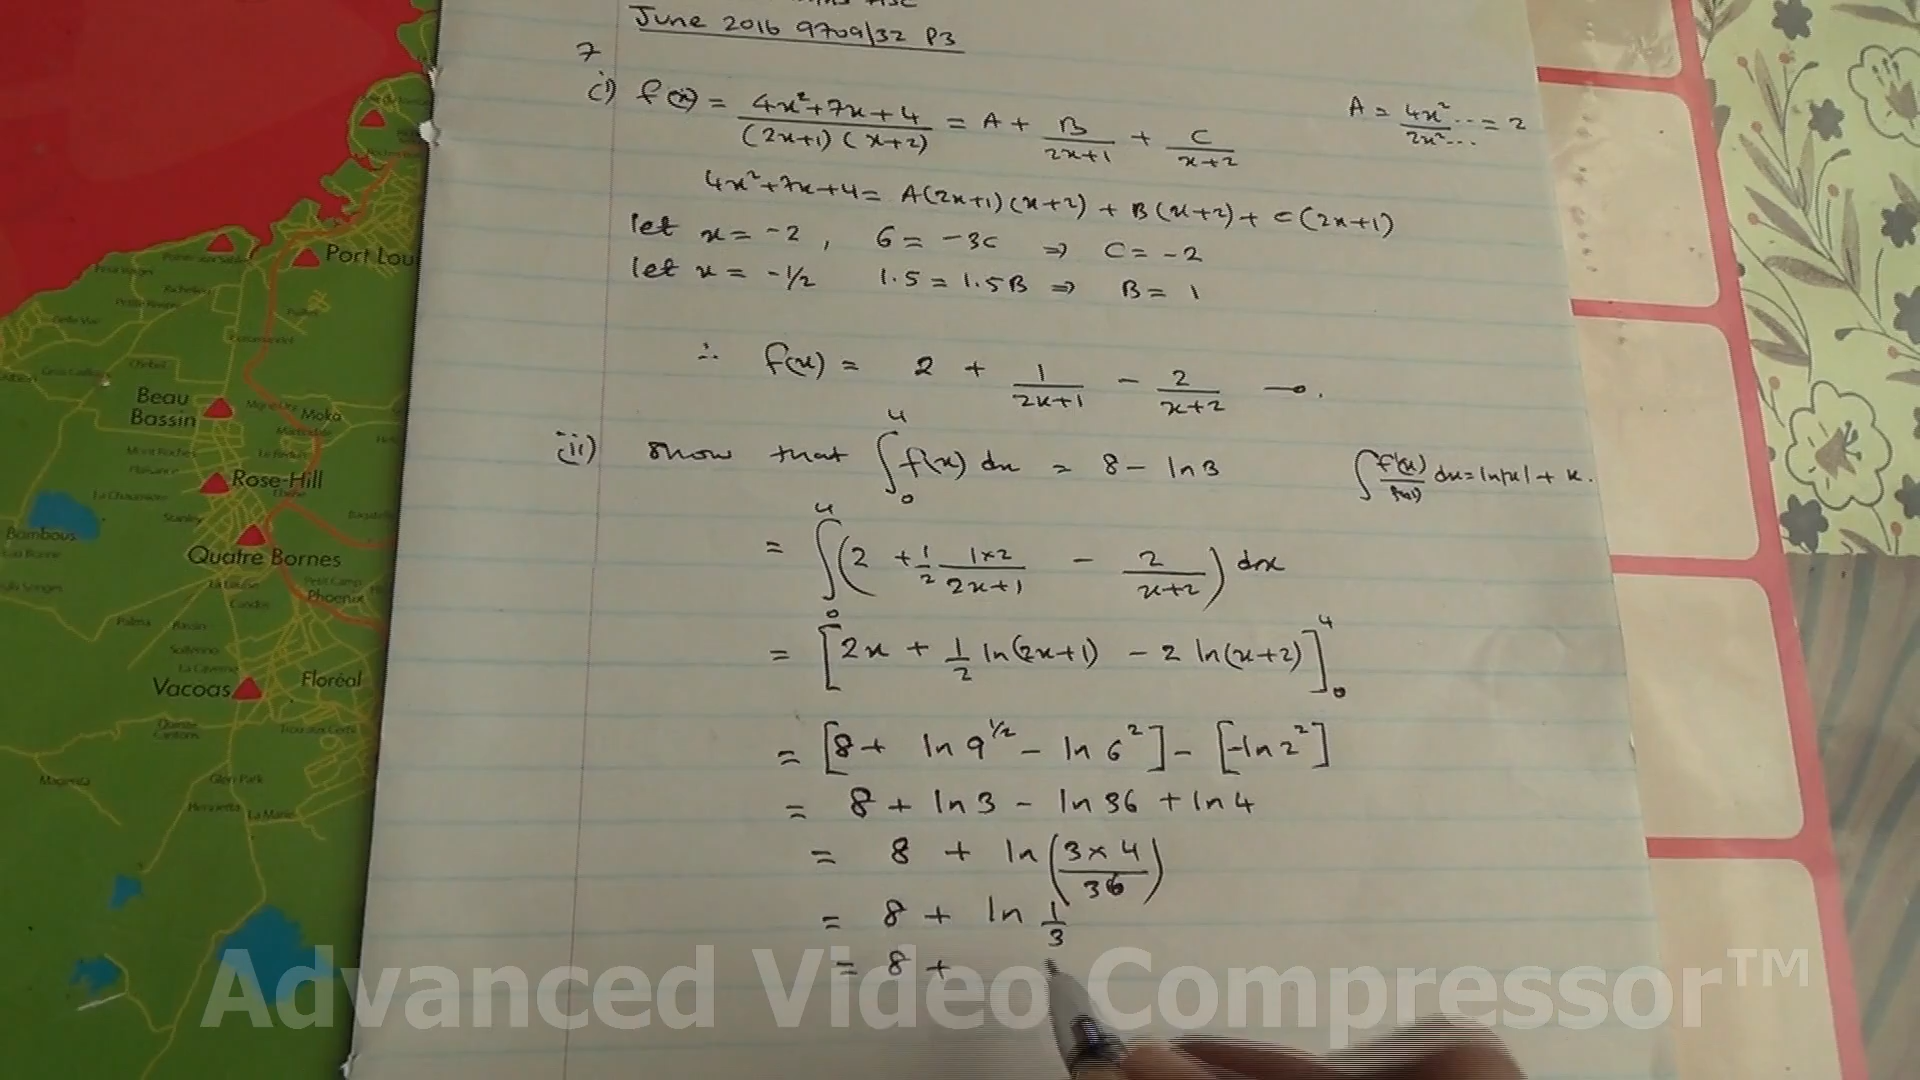 June 2016 9709/32 P3
7
i) f(x) = 4x²+7x+4 / (2x+1)(x+2) = A + B/2x+1 + C/x+2
A = 4x².../2x²... = 2
4x²+7x+4 = A(2x+1)(x+2) + B(x+2) + C(2x+1)
let x = -2 , 6 = -3C ⇒ C = -2
let x = -1/2 1.5 = 1.5B ⇒ B = 1
∴ f(x) = 2 + 1/2x+1 - 2/x+2
(ii) show that ∫₀⁴ f(x) dx = 8 - ln3
∫ f'(x)/f(x) dx = ln|x| + k.
= ∫₀⁴ (2 + 1/2 1×2/2x+1 - 2/x+2) dx
= [2x + 1/2 ln(2x+1) - 2 ln(x+2)]₀⁴
= [8 + ln 9^1/2 - ln 6²] - [-ln 2²]
= 8 + ln3 - ln36 + ln4
= 8 + ln(3×4/36)
= 8 + ln 1/3
= 8 +
Advanced Video Compressor™
Port Lou
Beau
Bassin
Moka
Rose-Hill
Quatre Bornes
Bambous
Phoenix
Vacoas
Floréal